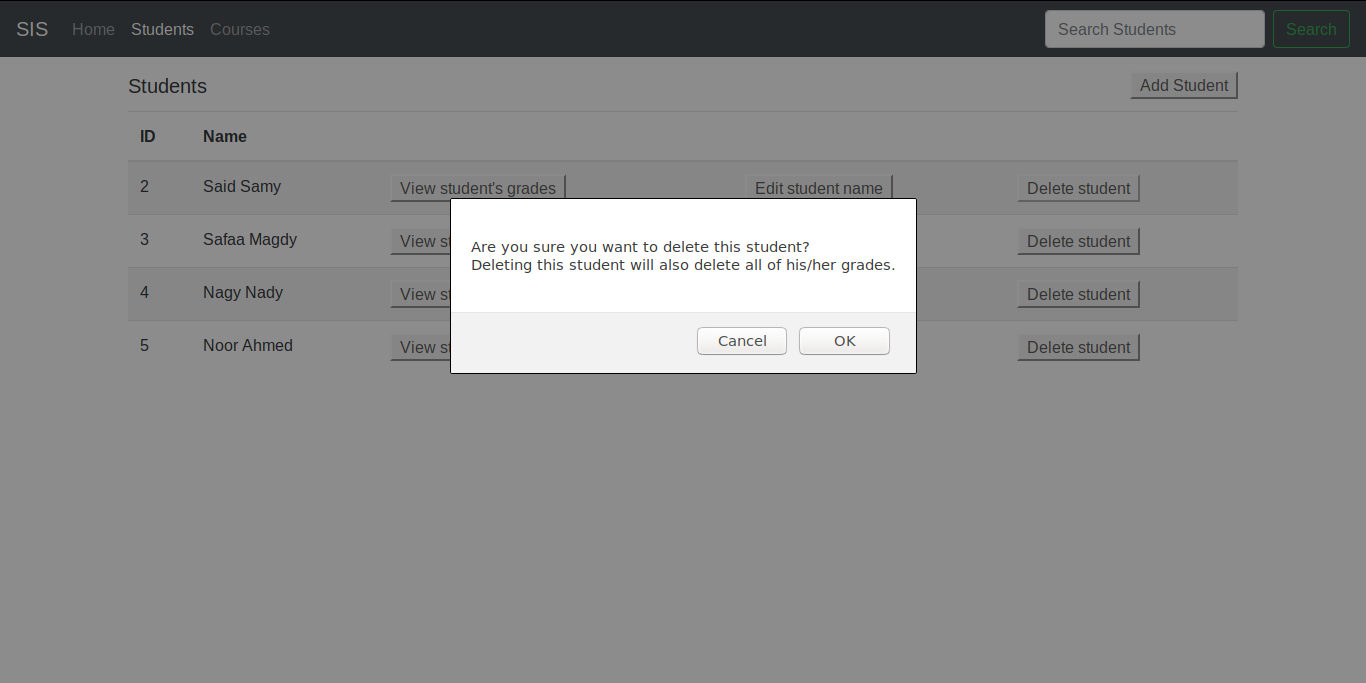 SIS Home Students Courses Search Students Search
Students Add Student
ID Name
2 Said Samy View student's grades Edit student name Delete student
3 Safaa Magdy View st Delete student
4 Nagy Nady View st Delete student
5 Noor Ahmed View st Delete student
Are you sure you want to delete this student?
Deleting this student will also delete all of his/her grades.
Cancel OK